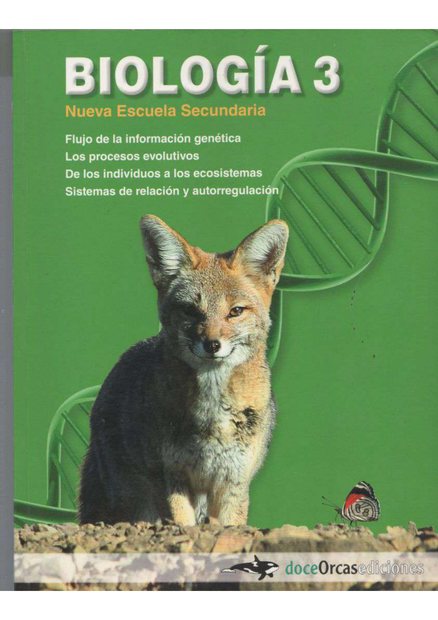 BIOLOGÍA 3
Nueva Escuela Secundaria
Flujo de la información genética
Los procesos evolutivos
De los individuos a los ecosistemas
Sistemas de relación y autorregulación
doceOrcasediciones